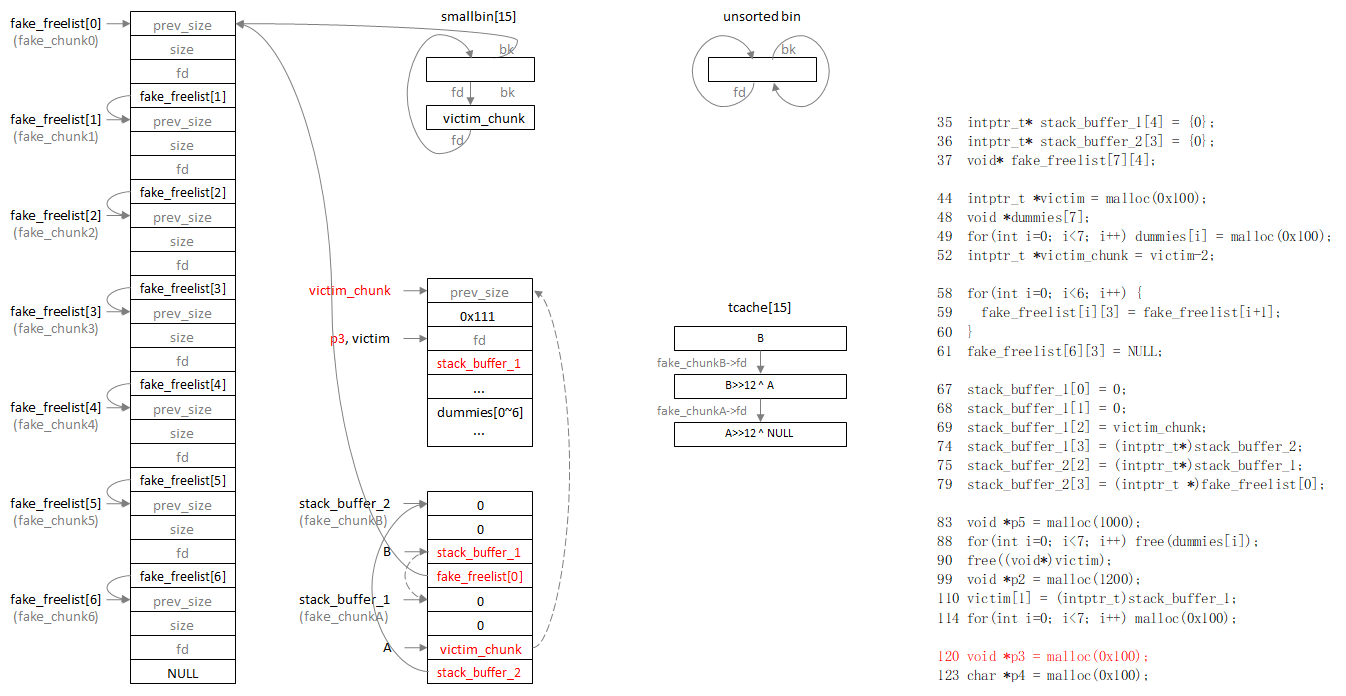 fake_freelist[0]
(fake_chunk0)
prev_size
size
fd
fake_freelist[1]
fake_freelist[1]
(fake_chunk1)
prev_size
size
fd
fake_freelist[2]
fake_freelist[2]
(fake_chunk2)
prev_size
size
fd
fake_freelist[3]
fake_freelist[3]
(fake_chunk3)
prev_size
size
fd
fake_freelist[4]
fake_freelist[4]
(fake_chunk4)
prev_size
size
fd
fake_freelist[5]
fake_freelist[5]
(fake_chunk5)
prev_size
size
fd
fake_freelist[6]
fake_freelist[6]
(fake_chunk6)
prev_size
size
fd
NULL
smallbin[15]
bk
fd bk
victim_chunk
fd
unsorted bin
bk
fd
victim_chunk
prev_size
0x111
p3, victim
fd
stack_buffer_1
...
dummies[0~6]
...
stack_buffer_2
(fake_chunkB)
0
0
B
stack_buffer_1
fake_freelist[0]
stack_buffer_1
(fake_chunkA)
0
0
A
victim_chunk
stack_buffer_2
tcache[15]
B
fake_chunkB->fd
B>>12 ^ A
fake_chunkA->fd
A>>12 ^ NULL
35 intptr_t* stack_buffer_1[4] = {0};
36 intptr_t* stack_buffer_2[3] = {0};
37 void* fake_freelist[7][4];
44 intptr_t *victim = malloc(0x100);
48 void *dummies[7];
49 for(int i=0; i<7; i++) dummies[i] = malloc(0x100);
52 intptr_t *victim_chunk = victim-2;
58 for(int i=0; i<6; i++) {
59 fake_freelist[i][3] = fake_freelist[i+1];
60 }
61 fake_freelist[6][3] = NULL;
67 stack_buffer_1[0] = 0;
68 stack_buffer_1[1] = 0;
69 stack_buffer_1[2] = victim_chunk;
74 stack_buffer_1[3] = (intptr_t*)stack_buffer_2;
75 stack_buffer_2[2] = (intptr_t*)stack_buffer_1;
79 stack_buffer_2[3] = (intptr_t *)fake_freelist[0];
83 void *p5 = malloc(1000);
88 for(int i=0; i<7; i++) free(dummies[i]);
90 free((void*)victim);
99 void *p2 = malloc(1200);
110 victim[1] = (intptr_t)stack_buffer_1;
114 for(int i=0; i<7; i++) malloc(0x100);
120 void *p3 = malloc(0x100);
123 char *p4 = malloc(0x100);